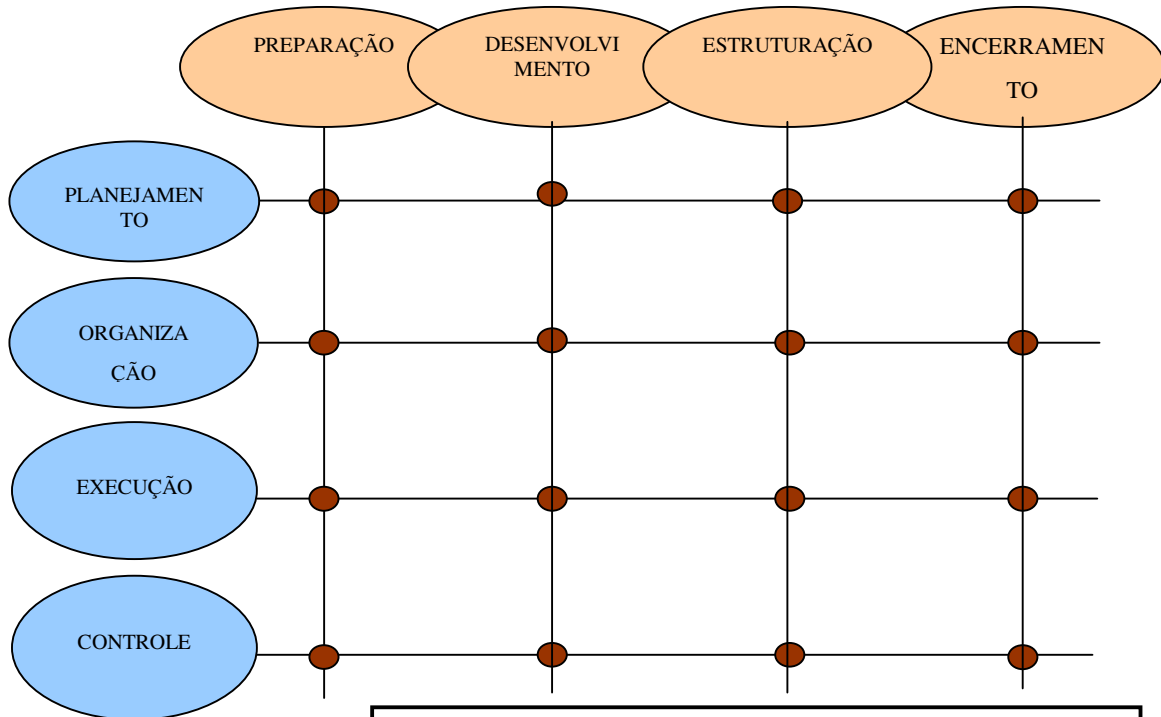 PREPARAÇÃO
DESENVOLVI
MENTO
ESTRUTURAÇÃO
ENCERRAMEN
TO
PLANEJAMEN
TO
ORGANIZA
ÇÃO
EXECUÇÃO
CONTROLE